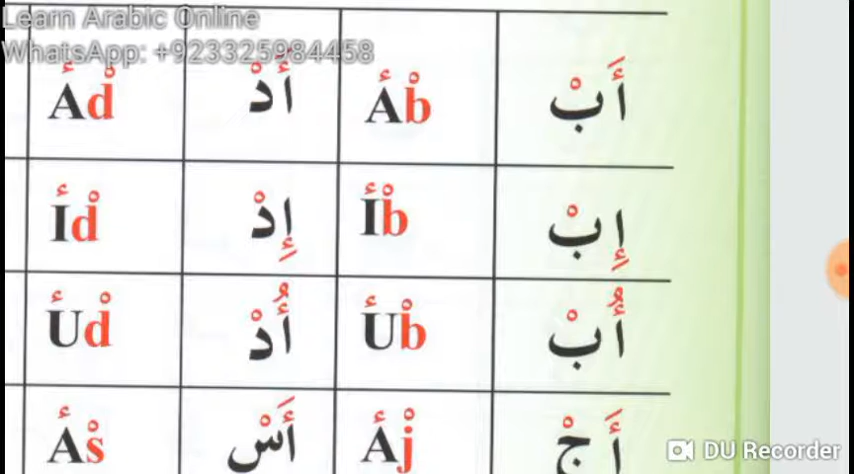 Learn Arabic Online
WhatsApp: +923325984458
أَبْ Ab أَدْ Ad
إِبْ Ib إِدْ Id
أُبْ Ub أُدْ Ud
أَجْ Aj أَسْ As
DU Recorder